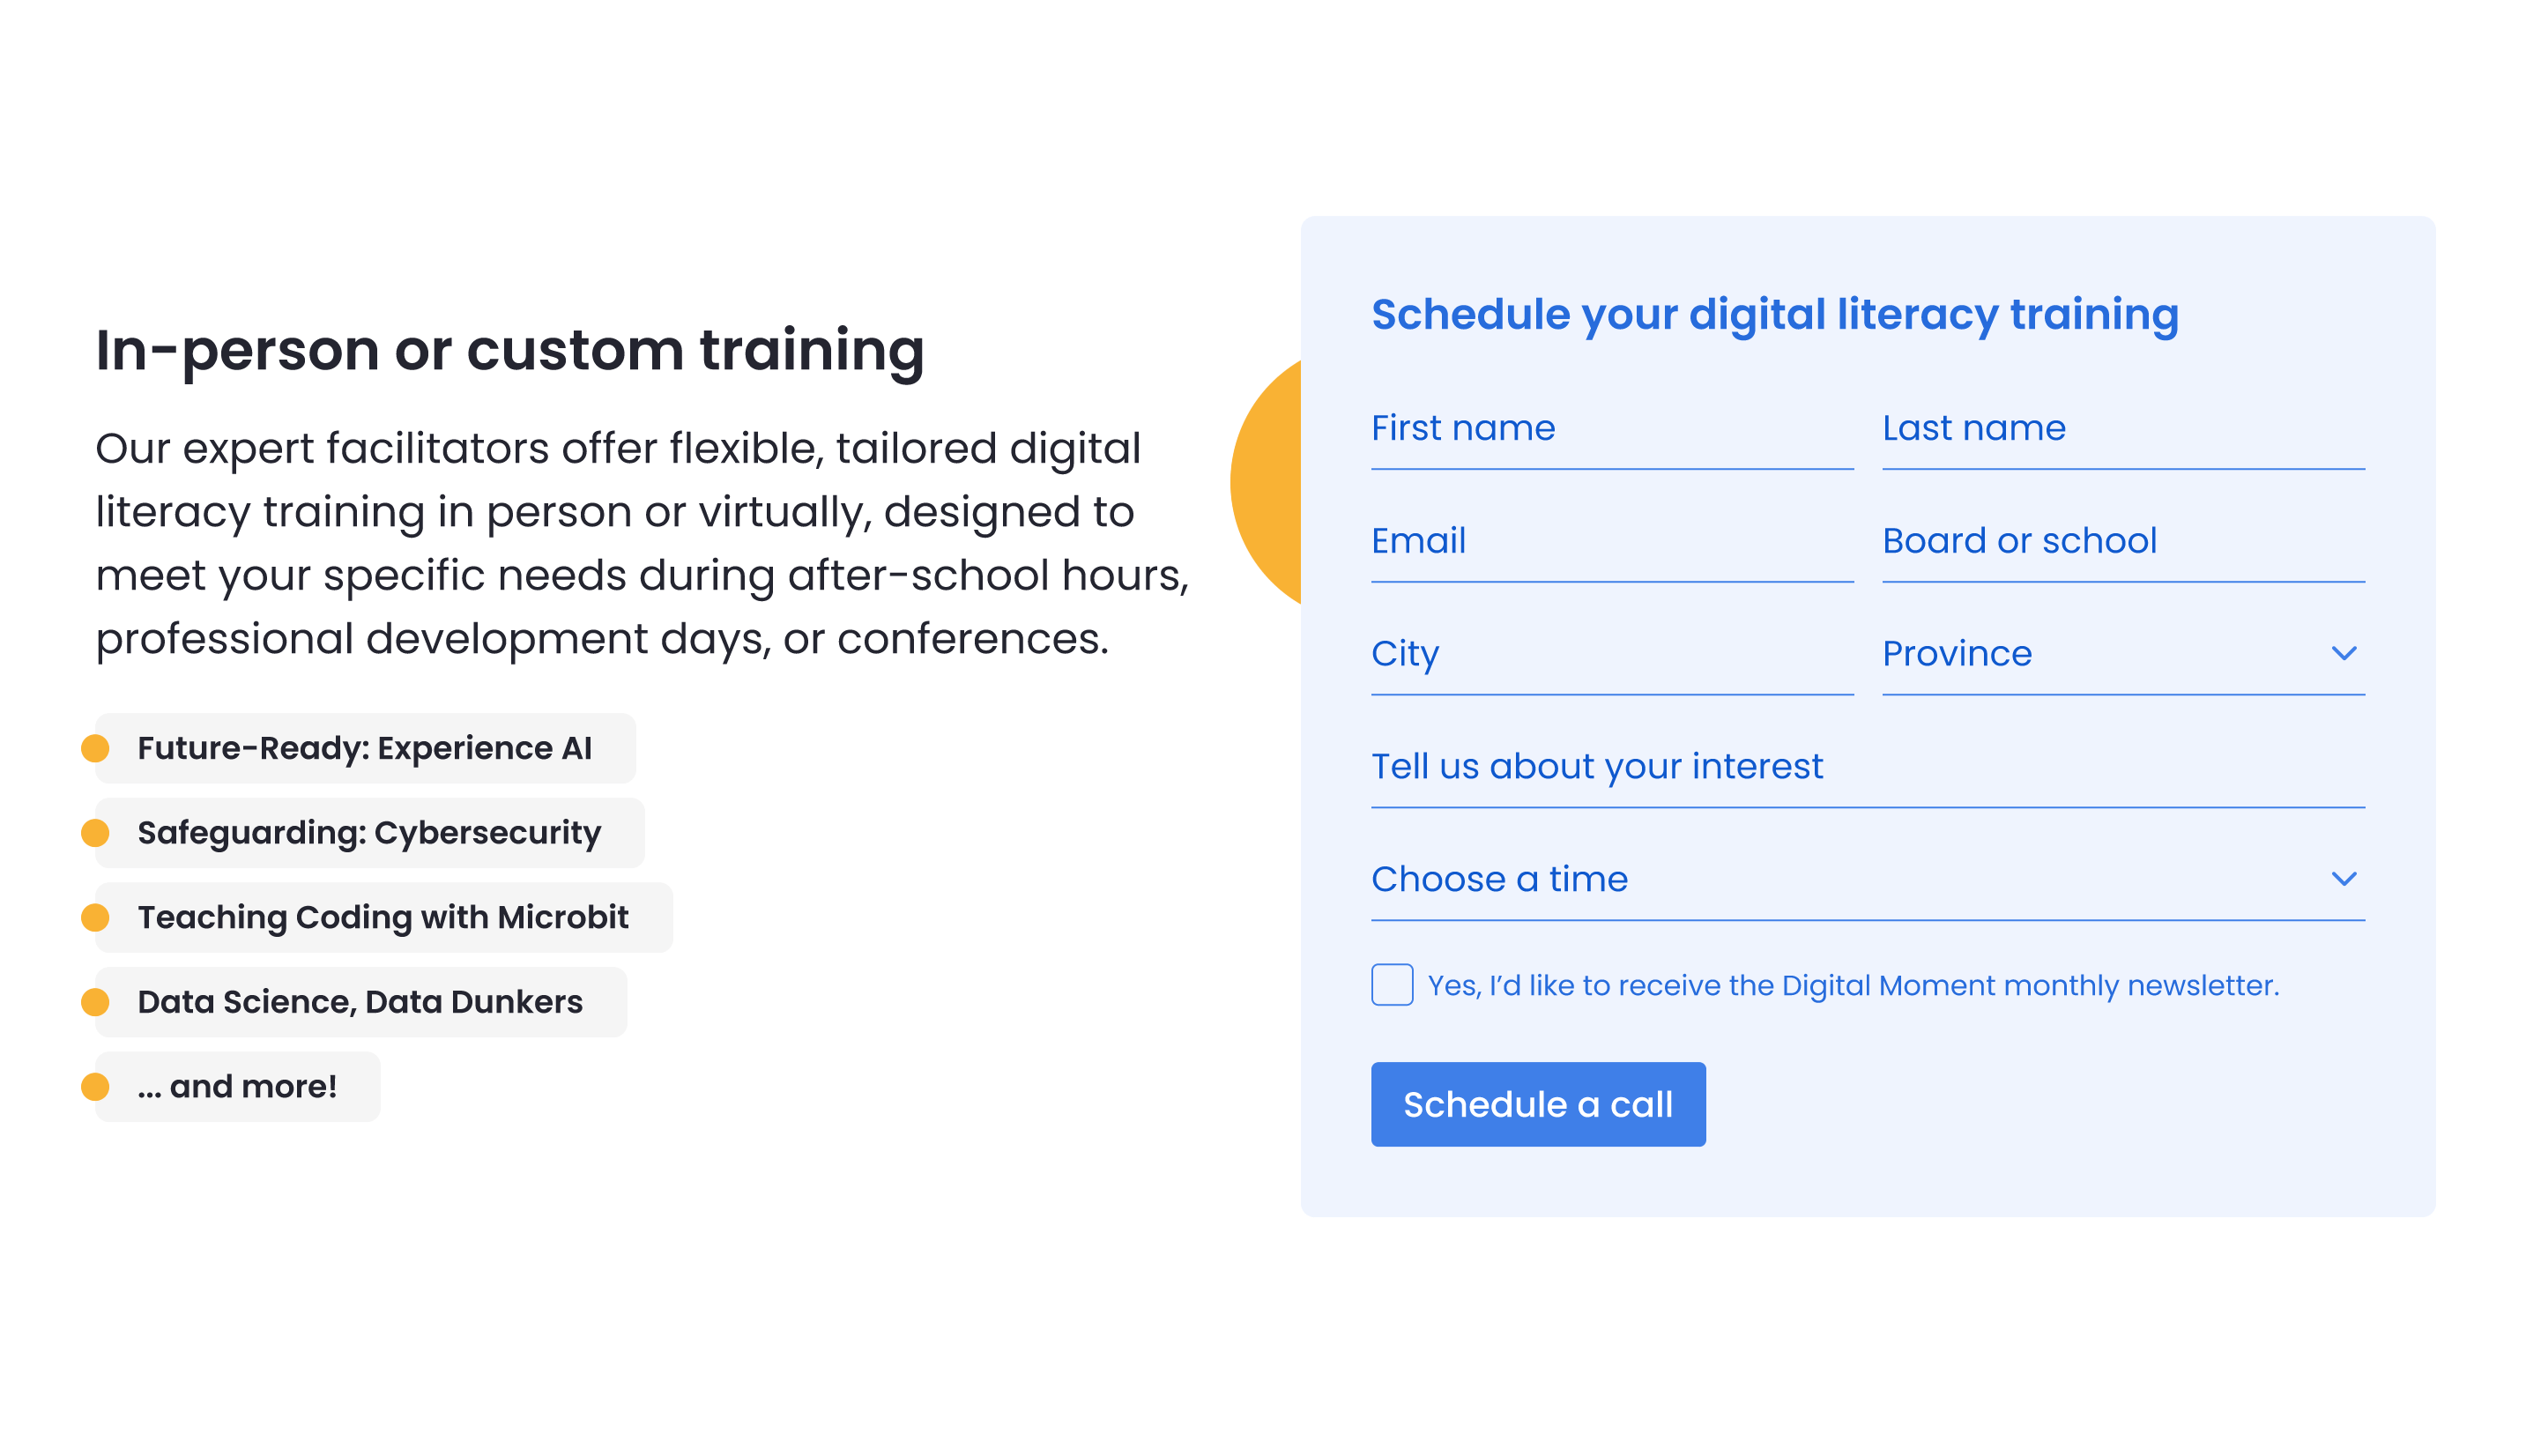 In-person or custom training
Our expert facilitators offer flexible, tailored digital
literacy training in person or virtually, designed to
meet your specific needs during after-school hours,
professional development days, or conferences.
Future-Ready: Experience AI
Safeguarding: Cybersecurity
Teaching Coding with Microbit
Data Science, Data Dunkers
... and more!
Schedule your digital literacy training
First name
Last name
Email
Board or school
City
Province
Tell us about your interest
Choose a time
Yes, I’d like to receive the Digital Moment monthly newsletter.
Schedule a call